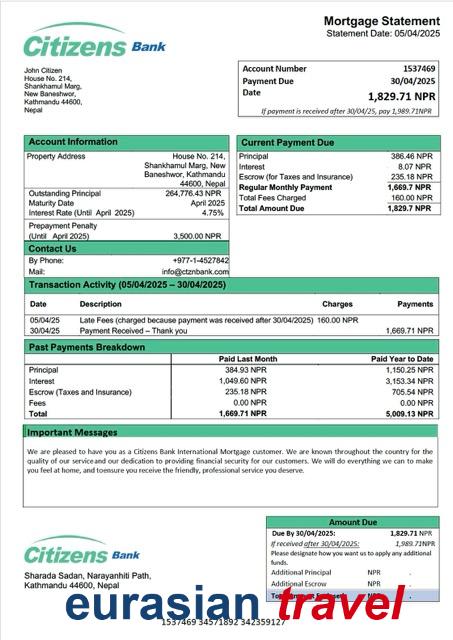 Citizens Bank
Mortgage Statement
Statement Date: 05/04/2025
John Citizen
House No. 214,
Shankhamul Marg,
New Baneshwor,
Kathmandu 44600,
Nepal
Account Number 1537469
Payment Due 30/04/2025
Date 1,829.71 NPR
If payment is received after 30/04/25, pay 1,989.71NPR
Account Information
Property Address House No. 214,
Shankhamul Marg, New
Baneshwor, Kathmandu
44600, Nepal
Outstanding Principal 264,776.43 NPR
Maturity Date April 2025
Interest Rate (Until April 2025) 4.75%
Prepayment Penalty
(Until April 2025) 3,500.00 NPR
Contact Us
By Phone: +977-1-4527842
Mail: info@ctznbank.com
Current Payment Due
Principal 386.46 NPR
Interest 8.07 NPR
Escrow (for Taxes and Insurance) 235.18 NPR
Regular Monthly Payment 1,669.7 NPR
Total Fees Charged 160.00 NPR
Total Amount Due 1,829.7 NPR
Transaction Activity (05/04/2025 – 30/04/2025)
Date Description Charges Payments
05/04/25 Late Fees (charged because payment was received after 30/04/2025) 160.00 NPR
30/04/25 Payment Received – Thank you 1,669.71 NPR
Past Payments Breakdown
Paid Last Month Paid Year to Date
Principal 384.93 NPR 1,150.25 NPR
Interest 1,049.60 NPR 3,153.34 NPR
Escrow (Taxes and Insurance) 235.18 NPR 705.54 NPR
Fees 0.00 NPR 0.00 NPR
Total 1,669.71 NPR 5,009.13 NPR
Important Messages
We are pleased to have you as a Citizens Bank International Mortgage customer. We are known throughout the country for the
quality of our service and our dedication to providing financial security for our customers. We will do everything we can to make
you feel at home, and toensure you receive the friendly, professional service you deserve.
Citizens Bank
Sharada Sadan, Narayanhiti Path,
Kathmandu 44600, Nepal
Amount Due
Due By 30/04/2025: 1,829.71 NPR
If received after 30/04/2025: 1,989.71NPR
Please designate how you want us to apply any additional
funds.
Additional Principal NPR .
Additional Escrow NPR .
NPR .
eurasian travel
1537469 34571892 342359127